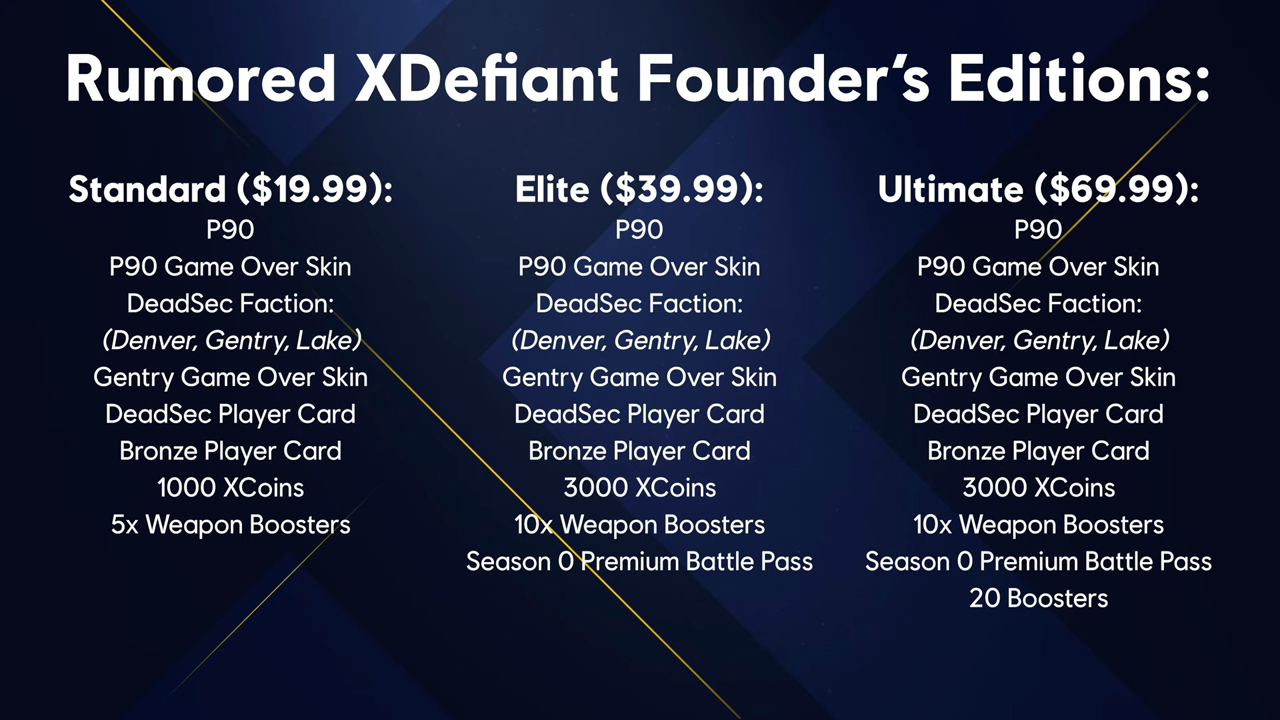 Rumored XDefiant Founder's Editions:
Standard ($19.99):
P90
P90 Game Over Skin
DeadSec Faction:
(Denver, Gentry, Lake)
Gentry Game Over Skin
DeadSec Player Card
Bronze Player Card
1000 XCoins
5x Weapon Boosters
Elite ($39.99):
P90
P90 Game Over Skin
DeadSec Faction:
(Denver, Gentry, Lake)
Gentry Game Over Skin
DeadSec Player Card
Bronze Player Card
3000 XCoins
10x Weapon Boosters
Season 0 Premium Battle Pass
Ultimate ($69.99):
P90
P90 Game Over Skin
DeadSec Faction:
(Denver, Gentry, Lake)
Gentry Game Over Skin
DeadSec Player Card
Bronze Player Card
3000 XCoins
10x Weapon Boosters
Season 0 Premium Battle Pass
20 Boosters